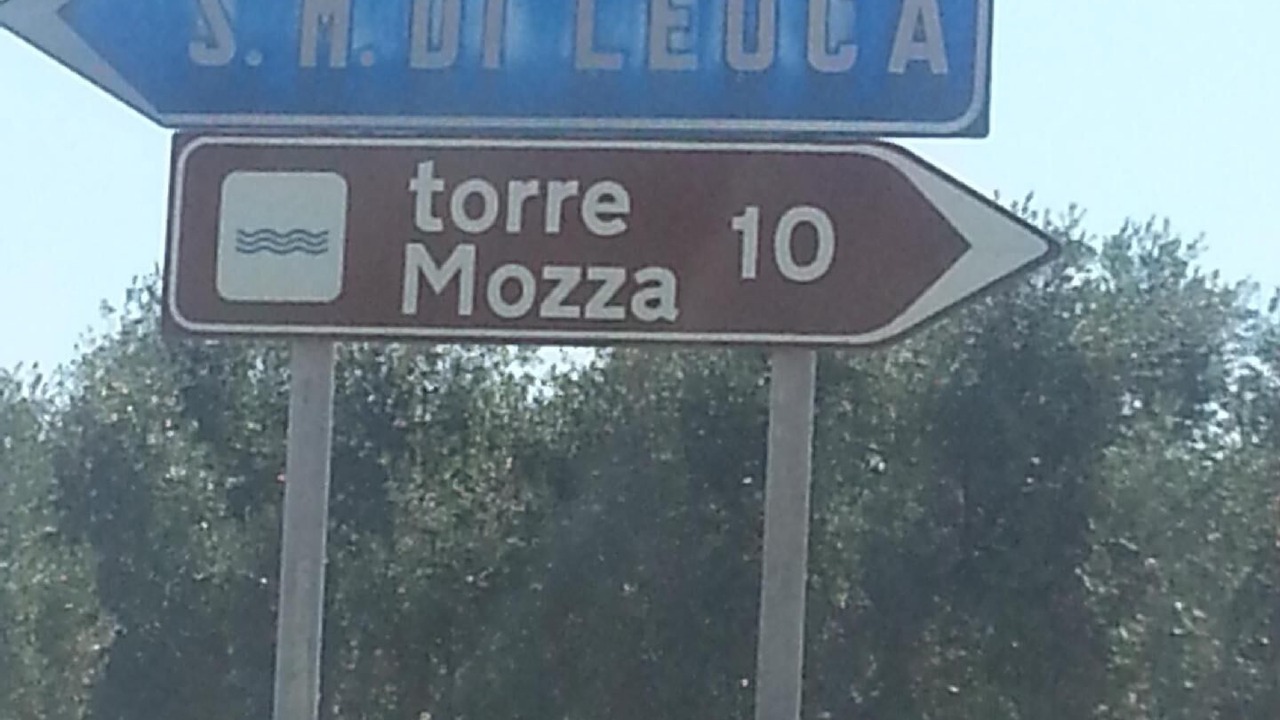 S. M. DI LEUCA
torre 10
Mozza